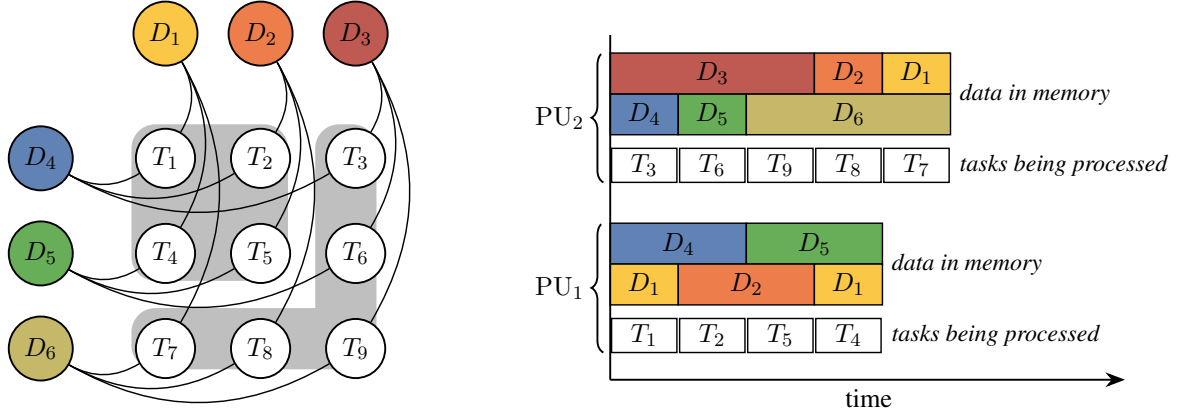 D1 D2 D3
D4 T1 T2 T3
D5 T4 T5 T6
D6 T7 T8 T9
PU2
D3 D2 D1
D4 D5 D6
data in memory
T3 T6 T9 T8 T7
tasks being processed
PU1
D4 D5
D1 D2 D1
data in memory
T1 T2 T5 T4
tasks being processed
time